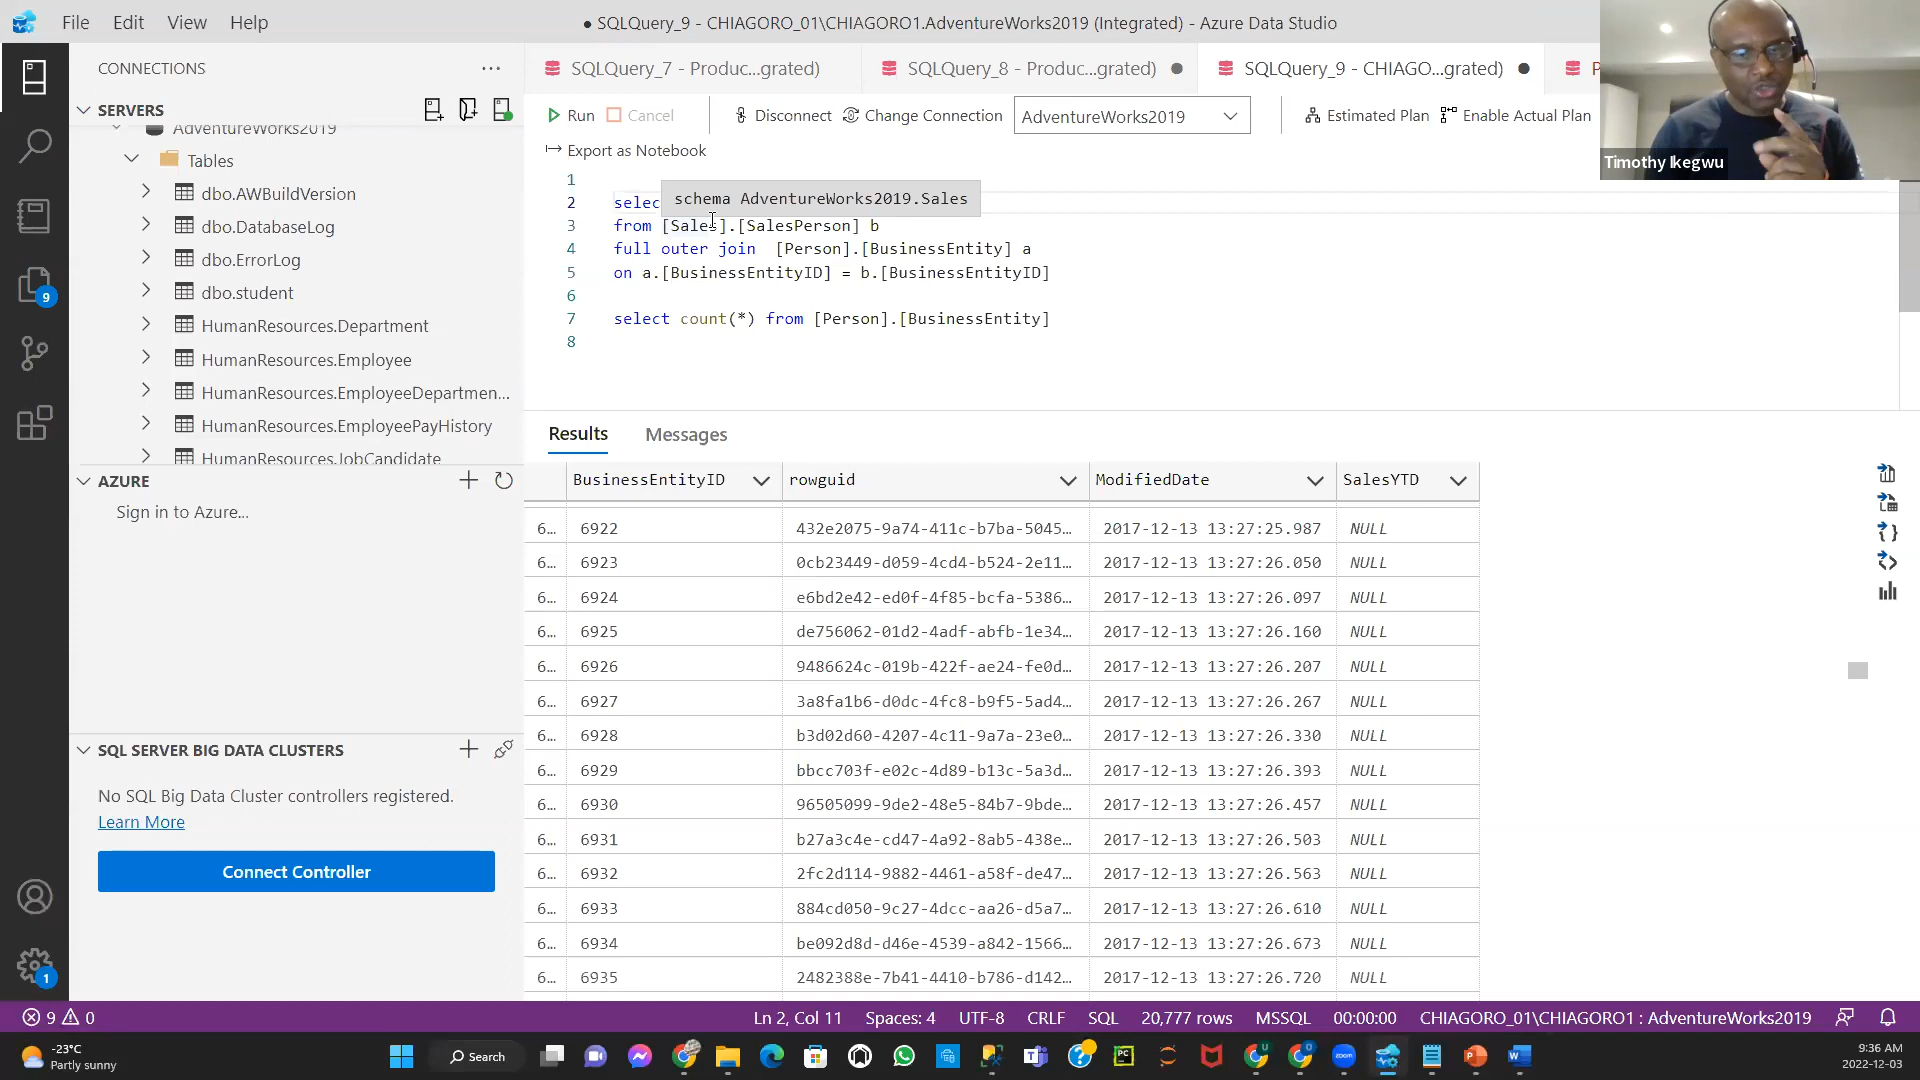 File Edit View Help
● SQLQuery_9 - CHIAGORO_01\CHIAGORO1.AdventureWorks2019 (Integrated) - Azure Data Studio
CONNECTIONS
SERVERS
AdventureWorks2019
Tables
dbo.AWBuildVersion
dbo.DatabaseLog
dbo.ErrorLog
dbo.student
HumanResources.Department
HumanResources.Employee
HumanResources.EmployeeDepartmen...
HumanResources.EmployeePayHistory
HumanResources.JobCandidate
AZURE
Sign in to Azure...
SQL SERVER BIG DATA CLUSTERS
No SQL Big Data Cluster controllers registered.
Learn More
Connect Controller
9
1
SQLQuery_7 - Produc...grated)
SQLQuery_8 - Produc...grated)
SQLQuery_9 - CHIAGO...grated)
Run Cancel Disconnect Change Connection AdventureWorks2019 Estimated Plan Enable Actual Plan
Export as Notebook
Timothy Ikegwu
1
schema AdventureWorks2019.Sales
2 selec
3 from [Sales].[SalesPerson] b
4 full outer join [Person].[BusinessEntity] a
5 on a.[BusinessEntityID] = b.[BusinessEntityID]
6
7 select count(*) from [Person].[BusinessEntity]
8
Results Messages
BusinessEntityID rowguid ModifiedDate SalesYTD
6... 6922 432e2075-9a74-411c-b7ba-5045... 2017-12-13 13:27:25.987 NULL
6... 6923 0cb23449-d059-4cd4-b524-2e11... 2017-12-13 13:27:26.050 NULL
6... 6924 e6bd2e42-ed0f-4f85-bcfa-5386... 2017-12-13 13:27:26.097 NULL
6... 6925 de756062-01d2-4adf-abfb-1e34... 2017-12-13 13:27:26.160 NULL
6... 6926 9486624c-019b-422f-ae24-fe0d... 2017-12-13 13:27:26.207 NULL
6... 6927 3a8fa1b6-d0dc-4fc8-b9f5-5ad4... 2017-12-13 13:27:26.267 NULL
6... 6928 b3d02d60-4207-4c11-9a7a-23e0... 2017-12-13 13:27:26.330 NULL
6... 6929 bbcc703f-e02c-4d89-b13c-5a3d... 2017-12-13 13:27:26.393 NULL
6... 6930 96505099-9de2-48e5-84b7-9bde... 2017-12-13 13:27:26.457 NULL
6... 6931 b27a3c4e-cd47-4a92-8ab5-438e... 2017-12-13 13:27:26.503 NULL
6... 6932 2fc2d114-9882-4461-a58f-de47... 2017-12-13 13:27:26.563 NULL
6... 6933 884cd050-9c27-4dcc-aa26-d5a7... 2017-12-13 13:27:26.610 NULL
6... 6934 be092d8d-d46e-4539-a842-1566... 2017-12-13 13:27:26.673 NULL
6... 6935 2482388e-7b41-4410-b786-d142... 2017-12-13 13:27:26.720 NULL
9 0 Ln 2, Col 11 Spaces: 4 UTF-8 CRLF SQL 20,777 rows MSSQL 00:00:00 CHIAGORO_01\CHIAGORO1 : AdventureWorks2019
-23°C
Partly sunny
Search
9:36 AM
2022-12-03